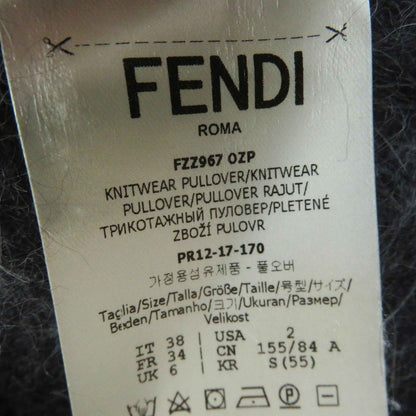 FENDI
ROMA
FZZ967 OZP
KNITWEAR PULLOVER/KNITWEAR
PULLOVER/PULLOVER RAJUT/
ТРИКОТАЖНЫЙ ПУЛОВЕР/PLETENÉ
ZBOŽÍ PULOVR
PR12-17-170
가정용섬유제품 - 풀오버
Taglia/Size/Talla/Größe/Taille/号型/サイズ/
Beden/Tamanho/크기/Ukuran/Размер/
Velikost
IT 38 USA 2
FR 34 CN 155/84 A
UK 6 KR S(55)